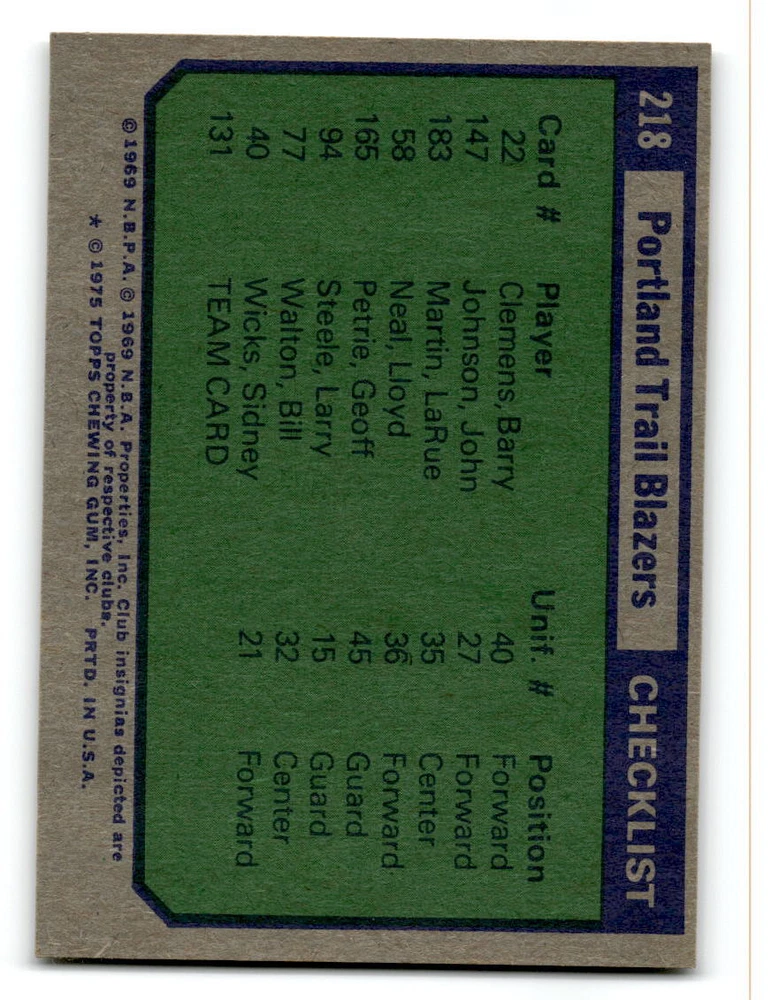 218 Portland Trail Blazers CHECKLIST
Card # Player Unif. # Position
22 Clemens, Barry 40 Forward
147 Johnson, John 27 Forward
183 Martin, LaRue 35 Center
58 Neal, Lloyd 36 Forward
165 Petrie, Geoff 45 Guard
94 Steele, Larry 15 Guard
77 Walton, Bill 32 Center
40 Wicks, Sidney 21 Forward
131 TEAM CARD
©1969 N.B.P.A. ©1969 N.B.A. Properties, Inc. Club insignias depicted are
property of respective clubs.
* © 1975 TOPPS CHEWING GUM, INC. PRTD. IN U.S.A.